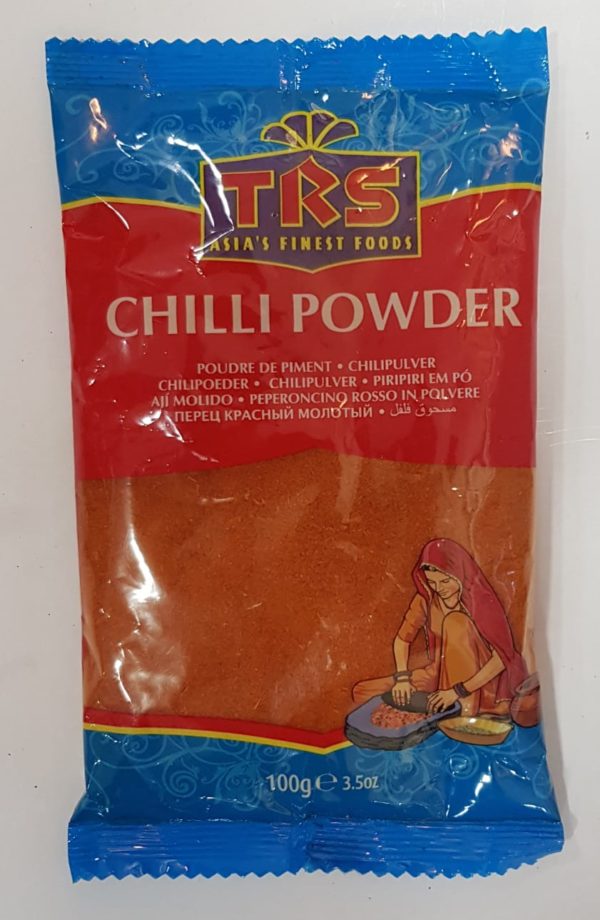 TRS
ASIA'S FINEST FOODS
CHILLI POWDER
POUDRE DE PIMENT • CHILIPULVER
CHILIPOEDER • CHILIPULVER • PIRIPIRI EM PÓ
AJÍ MOLIDO • PEPERONCINO ROSSO IN POLVERE
ПЕРЕЦ КРАСНЫЙ МОЛОТЫЙ • مسحوق فلفل
100g ℮ 3.5oz